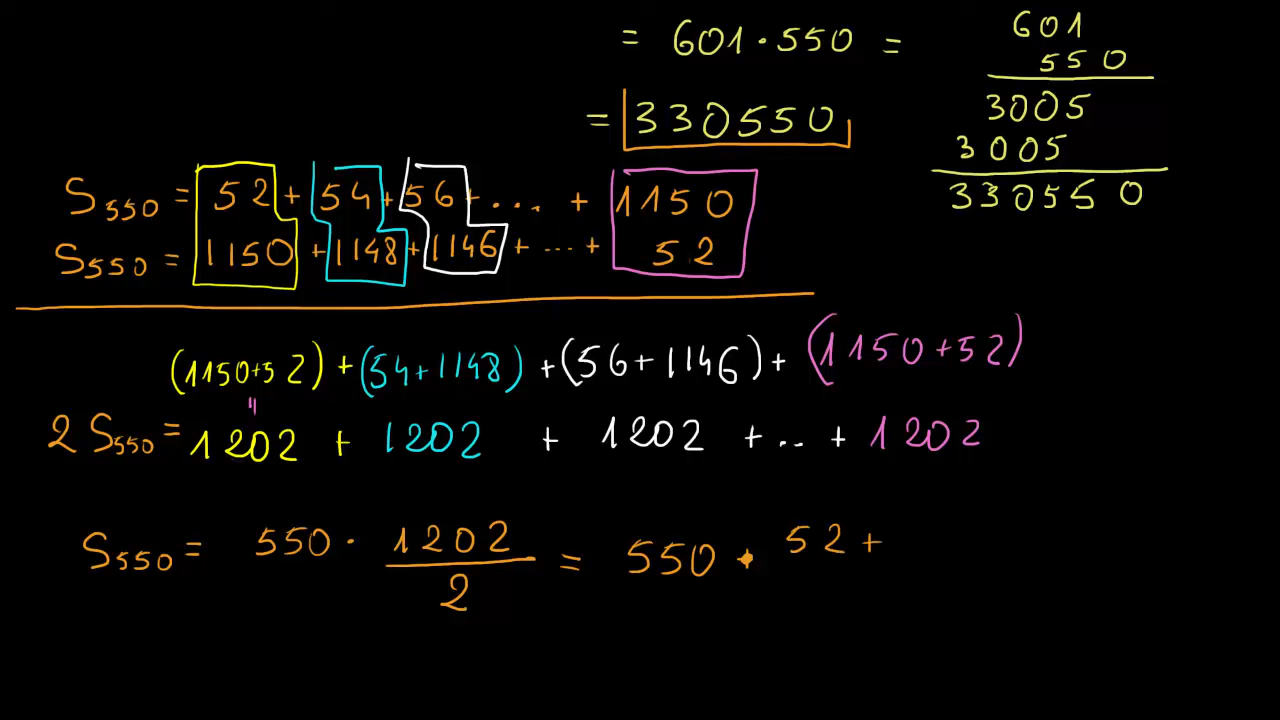 = 601 · 550 =
= 330550
601
550
3005
3005
330550
S550 = 52 + 54 + 56 + ... + 1150
S550 = 1150 + 1148 + 1146 + ... + 52
(1150+52) + (54+1148) + (56+1146) + (1150+52)
"
2 S550 = 1202 + 1202 + 1202 + .. + 1202
S550 = 550 · 1202/2 = 550 · 52 +